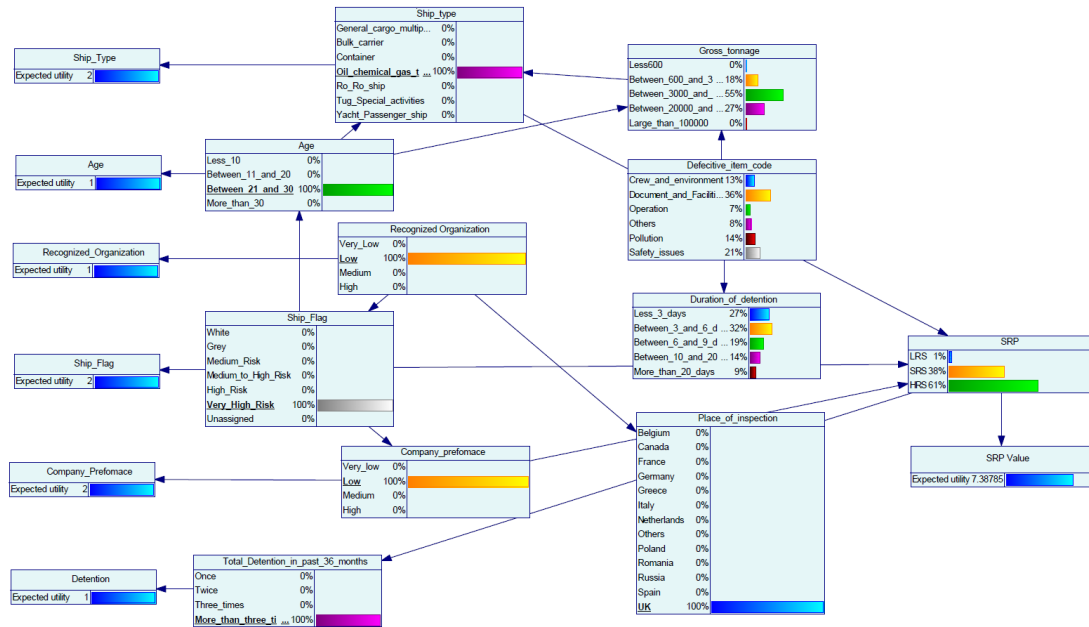 Ship_type
General_cargo_multip... 0%
Bulk_carrier 0%
Container 0%
Oil_chemical_gas_t ... 100%
Ro_Ro_ship 0%
Tug_Special_activities 0%
Yacht_Passenger_ship 0%
Ship_Type
Expected utility 2
Gross_tonnage
Less600 0%
Between_600_and_3 ... 18%
Between_3000_and_ ... 55%
Between_20000_and ... 27%
Large_than_100000 0%
Age
Expected utility 1
Age
Less_10 0%
Between_11_and_20 0%
Between_21_and_30 100%
More_than_30 0%
Defecitive_item_code
Crew_and_environment 13%
Document_and_Faciliti... 36%
Operation 7%
Others 8%
Pollution 14%
Safety_issues 21%
Recognized_Organization
Expected utility 1
Recognized Organization
Very_Low 0%
Low 100%
Medium 0%
High 0%
Duration_of_detention
Less_3_days 27%
Between_3_and_6_d ... 32%
Between_6_and_9_d ... 19%
Between_10_and_20 ... 14%
More_than_20_days 9%
Ship_Flag
Expected utility 2
Ship_Flag
White 0%
Grey 0%
Medium_Risk 0%
Medium_to_High_Risk 0%
High_Risk 0%
Very_High_Risk 100%
Unassigned 0%
SRP
LRS 1%
SRS 38%
HRS 61%
Place_of_inspection
Belgium 0%
Canada 0%
France 0%
Germany 0%
Greece 0%
Italy 0%
Netherlands 0%
Others 0%
Poland 0%
Romania 0%
Russia 0%
Spain 0%
UK 100%
SRP Value
Expected utility 7.38785
Company_Prefomace
Expected utility 2
Company_prefomace
Very_low 0%
Low 100%
Medium 0%
High 0%
Detention
Expected utility 1
Total_Detention_in_past_36_months
Once 0%
Twice 0%
Three_times 0%
More_than_three_ti ... 100%